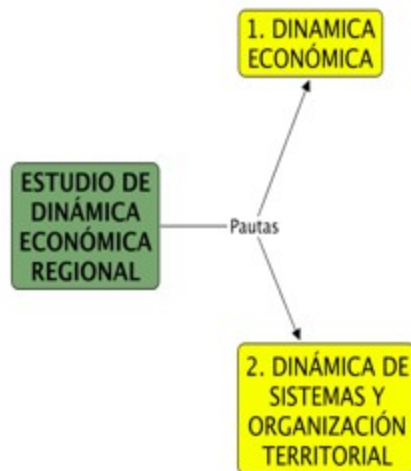 1. DINAMICA
ECONÓMICA
ESTUDIO DE
DINÁMICA
ECONÓMICA
REGIONAL
Pautas
2. DINÁMICA DE
SISTEMAS Y
ORGANIZACIÓN
TERRITORIAL